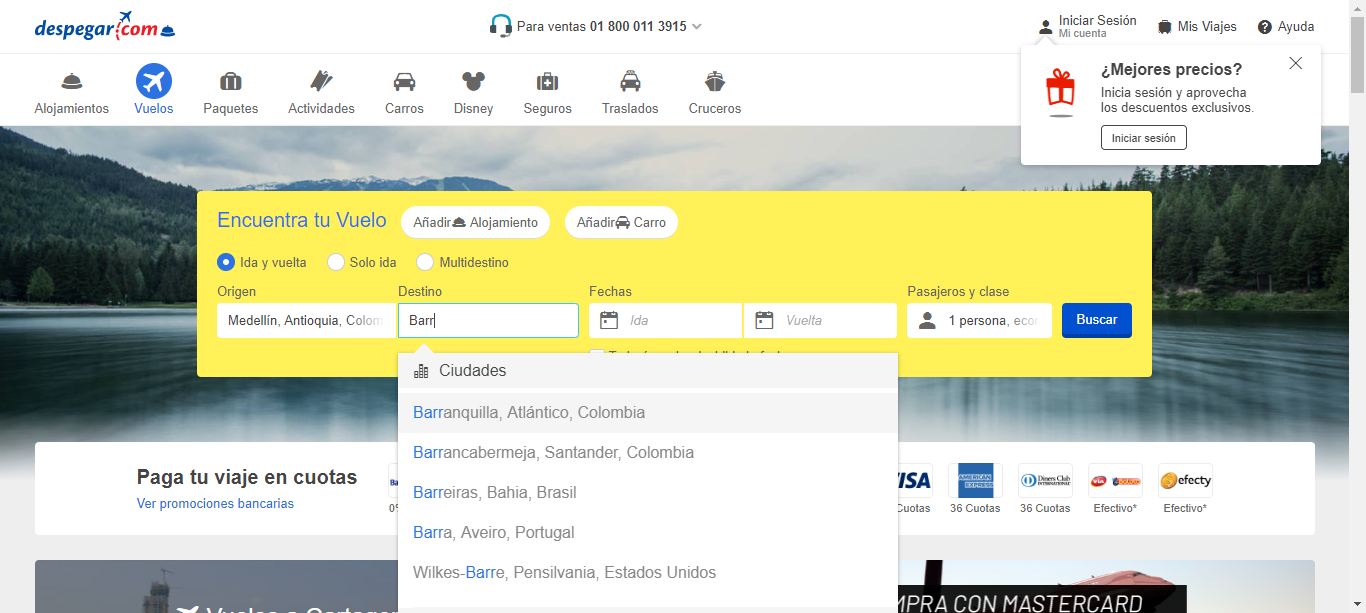 despegar.com
Para ventas 01 800 011 3915
Iniciar Sesión
Mi cuenta
Mis Viajes
Ayuda
¿Mejores precios?
Inicia sesión y aprovecha
los descuentos exclusivos.
Iniciar sesión
Alojamientos
Vuelos
Paquetes
Actividades
Carros
Disney
Seguros
Traslados
Cruceros
Encuentra tu Vuelo
Añadir Alojamiento
Añadir Carro
Ida y vuelta
Solo ida
Multidestino
Origen
Destino
Fechas
Pasajeros y clase
Medellín, Antioquia, Colom
Barr
Ida
Vuelta
1 persona, econ
Buscar
Ciudades
Barranquilla, Atlántico, Colombia
Barrancabermeja, Santander, Colombia
Barreiras, Bahia, Brasil
Barra, Aveiro, Portugal
Wilkes-Barre, Pensilvania, Estados Unidos
Paga tu viaje en cuotas
Ver promociones bancarias
VISA
AMERICAN EXPRESS
Diners Club
INTERNATIONAL
via baloto
efecty
Cuotas
36 Cuotas
36 Cuotas
Efectivo*
Efectivo*
Vuelos a
MPRA CON MASTERCARD